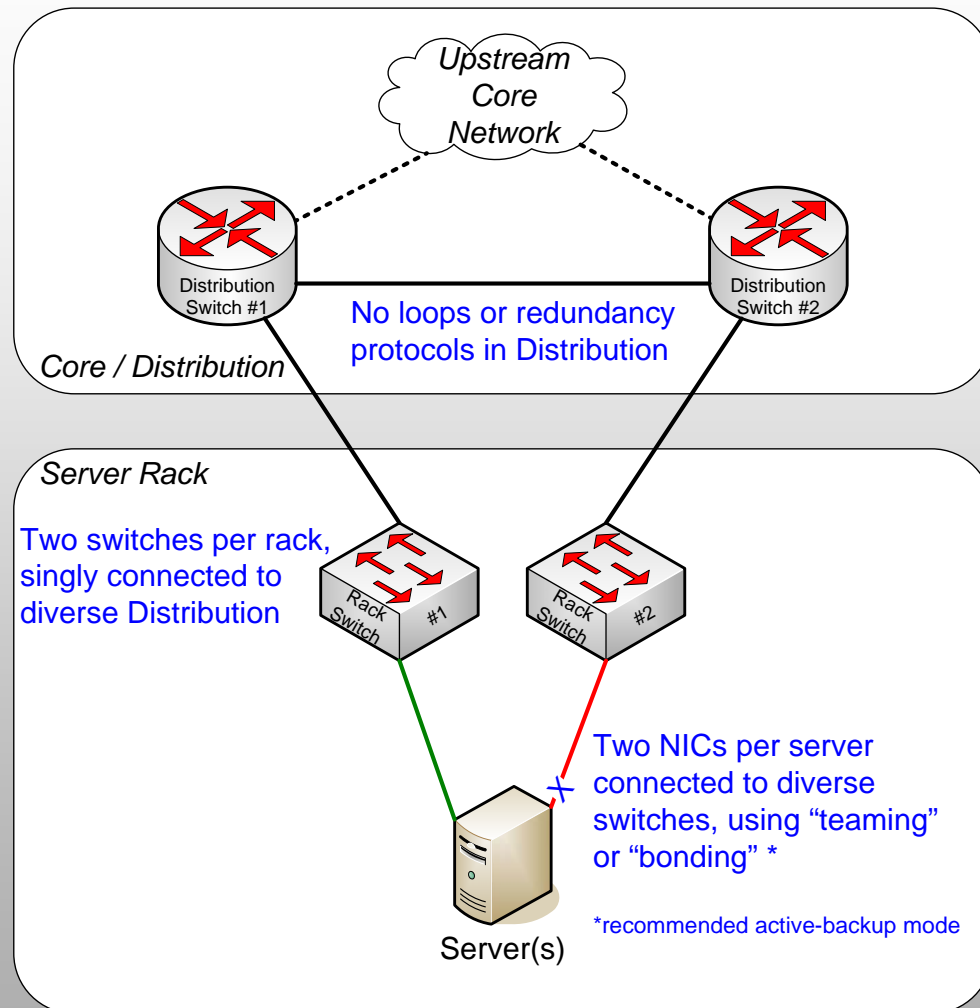 Upstream
Core
Network
Distribution
Switch #1
Distribution
Switch #2
No loops or redundancy
protocols in Distribution
Core / Distribution
Server Rack
Two switches per rack,
singly connected to
diverse Distribution
Rack
Switch
#1
Rack
Switch
#2
X
Two NICs per server
connected to diverse
switches, using “teaming”
or “bonding” *
*recommended active-backup mode
Server(s)